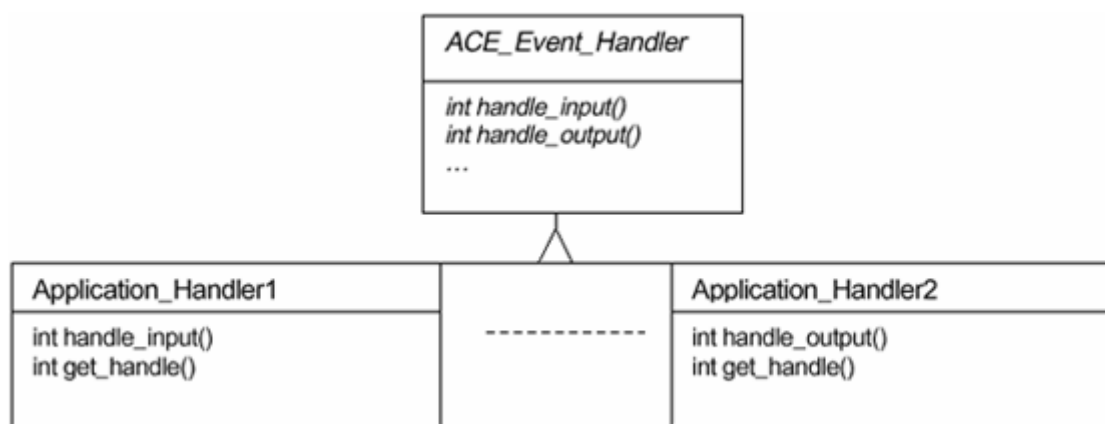 ACE_Event_Handler
int handle_input()
int handle_output()
...
Application_Handler1
int handle_input()
int get_handle()
Application_Handler2
int handle_output()
int get_handle()